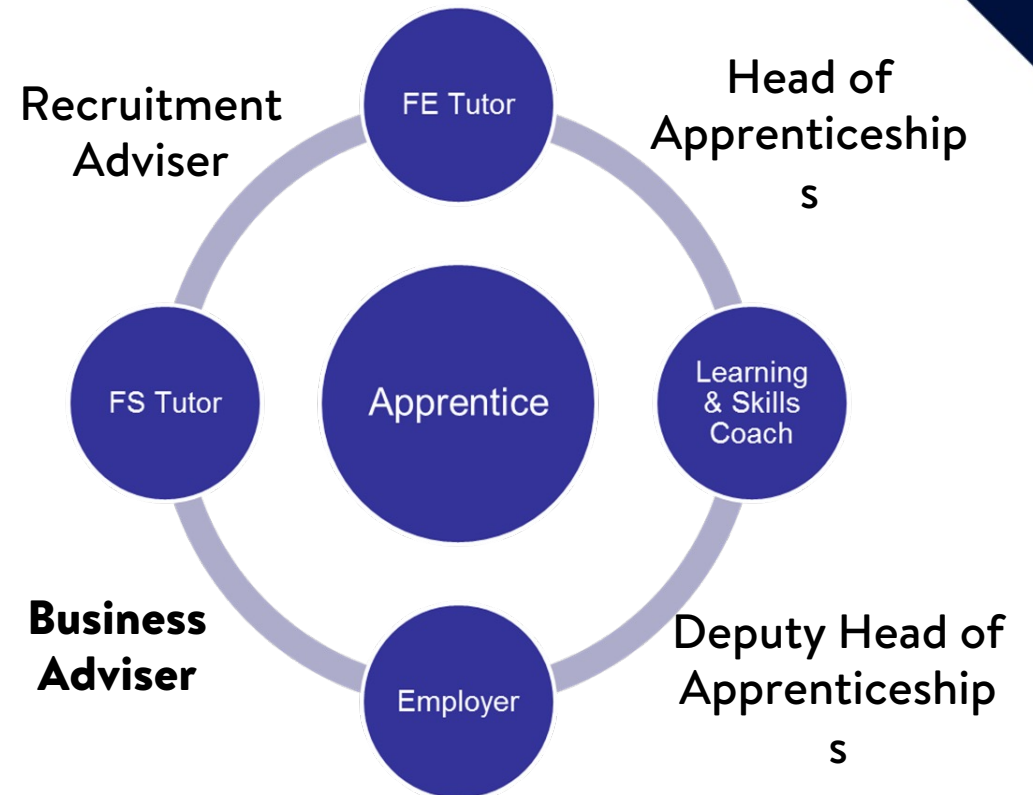 Recruitment
Adviser
FE Tutor
Head of
Apprenticeship
s
FS Tutor
Apprentice
Learning
& Skills
Coach
Business
Adviser
Employer
Deputy Head of
Apprenticeship
s